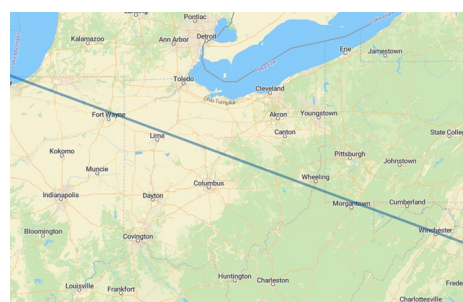 Pontiac
Kalamazoo
Ann Arbor
Detroit
Erie
Jamestown
Toledo
Cleveland
Ohio Turnpike
Fort Wayne
Akron
Youngstown
Lima
Canton
State Colle
Kokomo
Pittsburgh
Johnstown
Muncie
Wheeling
Columbus
Indianapolis
Dayton
Morgantown
Cumberland
Bloomington
Covington
Winchester
Huntington
Charleston
Louisville
Frankfort
Frede
Charlottesville